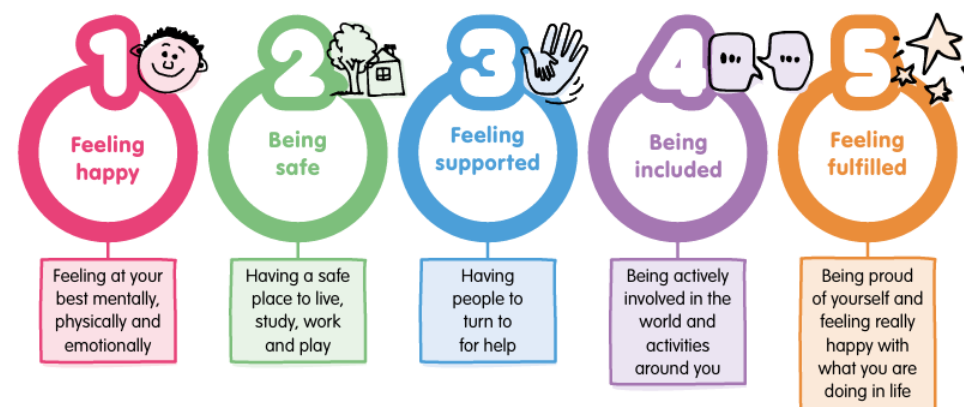 1
Feeling
happy
Feeling at your
best mentally,
physically and
emotionally
2
Being
safe
Having a safe
place to live,
study, work
and play
3
Feeling
supported
Having
people to
turn to
for help
4
Being
included
Being actively
involved in the
world and
activities
around you
5
Feeling
fulfilled
Being proud
of yourself and
feeling really
happy with
what you are
doing in life